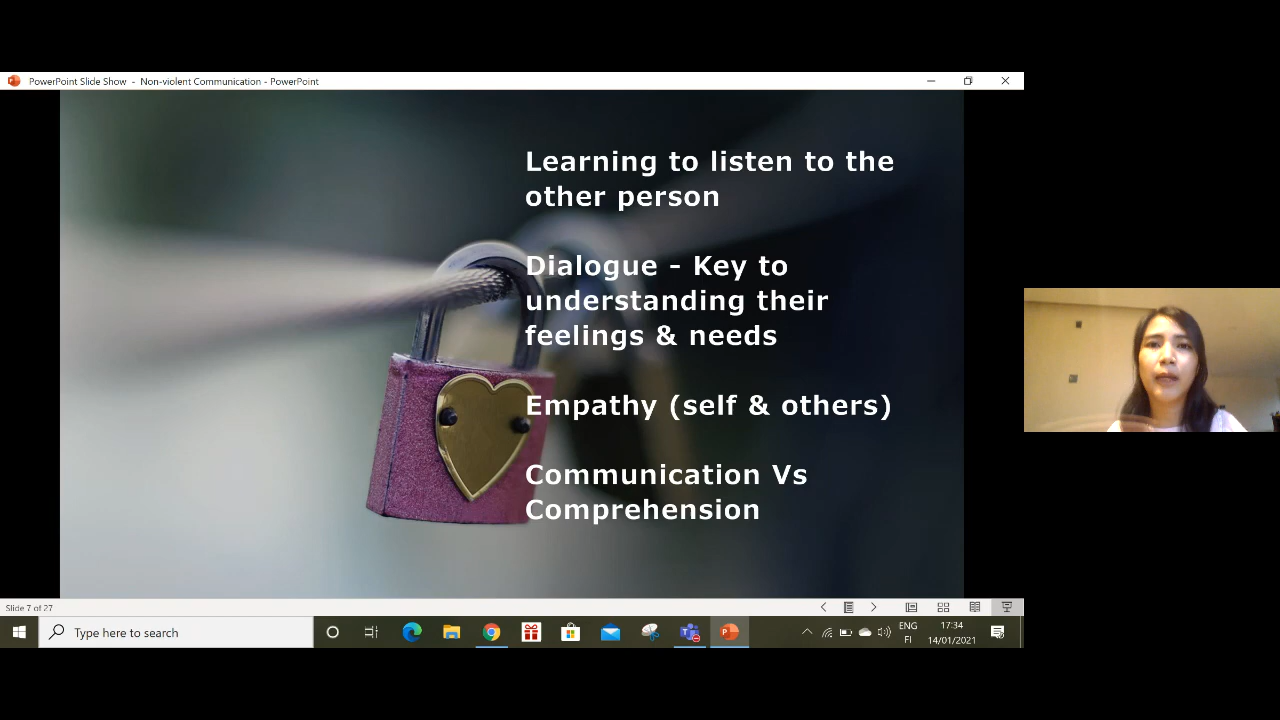 PowerPoint Slide Show - Non-violent Communication - PowerPoint
Learning to listen to the
other person
Dialogue - Key to
understanding their
feelings & needs
Empathy (self & others)
Communication Vs
Comprehension
Slide 7 of 27
Type here to search
ENG
FI
17:34
14/01/2021